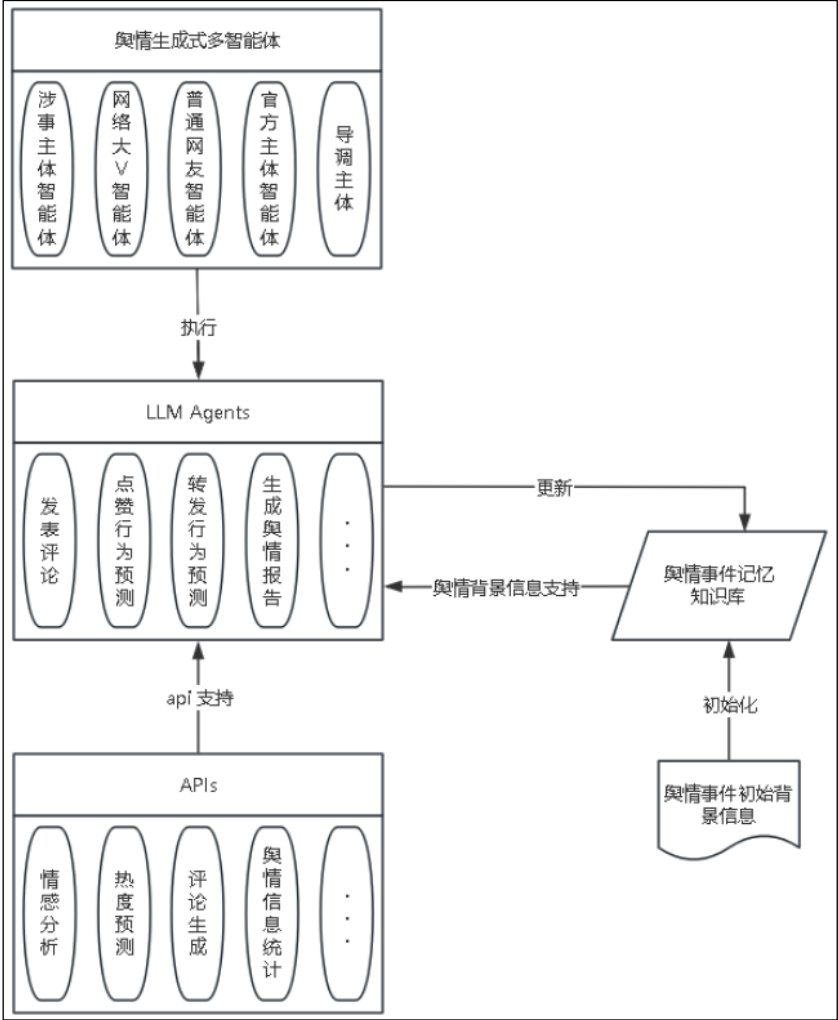 舆情生成式多智能体
涉事主体智能体
网络大V智能体
普通网友智能体
官方主体智能体
导调主体
执行
LLM Agents
发表评论
点赞行为预测
转发行为预测
生成舆情报告
...
更新
舆情事件记忆
知识库
舆情背景信息支持
api 支持
初始化
APIs
舆情事件初始背
景信息
情感分析
热度预测
评论生成
舆情信息统计
...